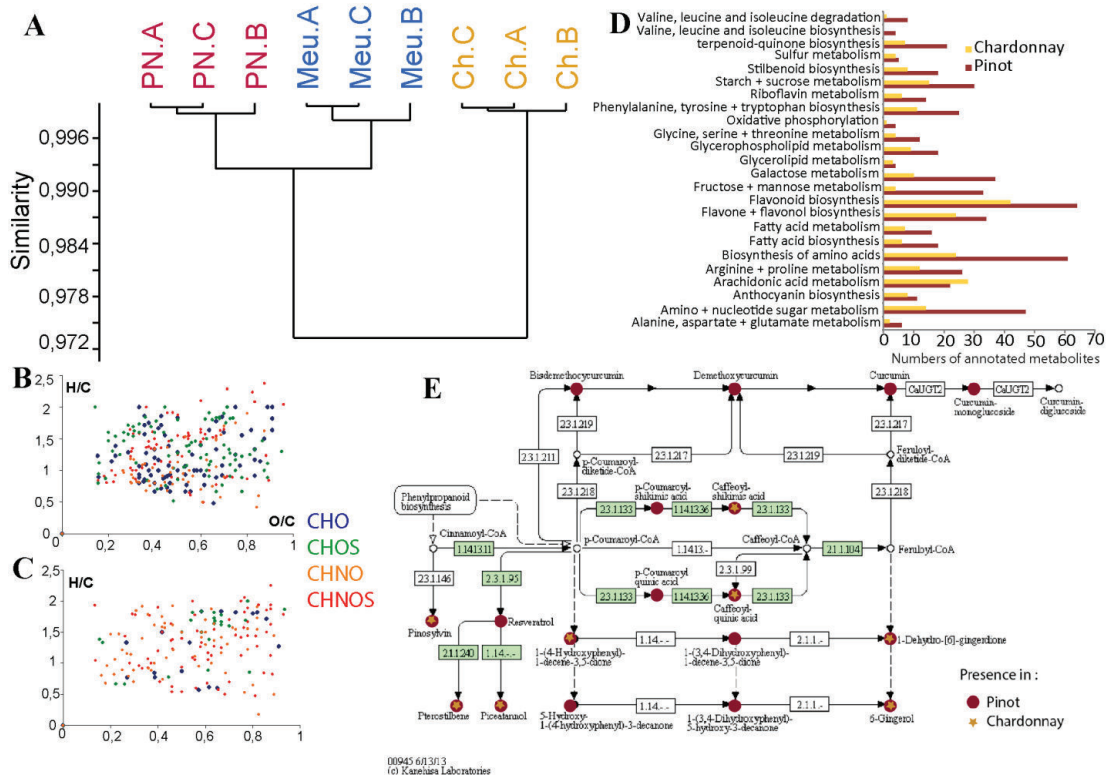 A
PN.A
PN.C
PN.B
Meu.A
Meu.C
Meu.B
Ch.C
Ch.A
Ch.B
Similarity
0,996
0,990
0,984
0,978
0,972
B
H/C
2,5
2
1,5
1
0,5
0
O/C
0
0,2
0,4
0,6
0,8
1
CHO
CHOS
CHNO
CHNOS
C
H/C
2,5
2
1,5
1
0,5
0
0
0,2
0,4
0,6
0,8
1
D
Valine, leucine and isoleucine degradation
Valine, leucine and isoleucine biosynthesis
terpenoid-quinone biosynthesis
Sulfur metabolism
Stilbenoid biosynthesis
Starch + sucrose metabolism
Riboflavin metabolism
Phenylalanine, tyrosine + tryptophan biosynthesis
Oxidative phosphorylation
Glycine, serine + threonine metabolism
Glycerophospholipid metabolism
Glycerolipid metabolism
Galactose metabolism
Fructose + mannose metabolism
Flavonoid biosynthesis
Flavone + flavonol biosynthesis
Fatty acid metabolism
Fatty acid biosynthesis
Biosynthesis of amino acids
Arginine + proline metabolism
Arachidonic acid metabolism
Anthocyanin biosynthesis
Amino + nucleotide sugar metabolism
Alanine, aspartate + glutamate metabolism
0 10 20 30 40 50 60 70
Numbers of annotated metabolites
Chardonnay
Pinot
E
Bisdemethocycurcumin
Demethoxycurcumin
Curcumin
CaUGT2
Curcumin-
monoglucoside
CaUGT2
Curcumin-
diglucoside
2.3.1.219
2.3.1.217
2.3.1.211
p-Coumaroyl-
diketide-CoA
2.3.1.217
2.3.1.219
Feruloyl-
diketide-CoA
2.3.1.218
2.3.1.218
Phenylpropanoid
biosynthesis
p-Coumaroyl-
shikimic acid
Caffeoyl-
shikimic acid
2.3.1.133
1.14.13.36
2.3.1.133
Cinnamoyl-CoA
1.14.13.11
p-Coumaroyl-CoA
1.14.13.-
Caffeoyl-CoA
2.1.1.104
Feruloyl-CoA
2.3.1.146
2.3.1.95
p-Coumaroyl
quinic acid
2.3.1.99
2.3.1.133
1.14.13.36
2.3.1.133
Caffeoyl-
quinic acid
Pinosylvin
Resveratrol
2.1.1.240
1.14.-.-
1-(4-Hydroxyphenyl)-
1-decene-3,5-dione
1.14.-.-
1-(3,4-Dihydroxyphenyl)-
1-decene-3,5-dione
2.1.1.-
1-Dehydro-[6]-gingerdione
Pterostilbene
Piceatannol
5-Hydroxy-
1-(4-hydroxyphenyl)-3-decanone
1.14.-.-
1-(3,4-Dihydroxyphenyl)-
5-hydroxy-3-decanone
2.1.1.-
6-Gingerol
Presence in :
Pinot
Chardonnay
00945 6/13/13
(c) Kanehisa Laboratories